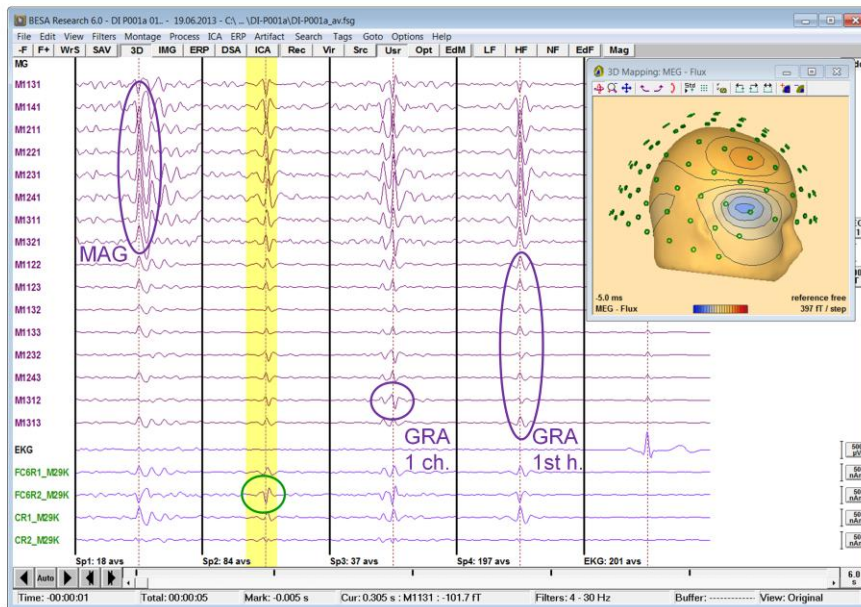 BESA Research 6.0 - DI P001a 01.. - 19.06.2013 - C:\ .. \DI-P001a\DI-P001a_av.fsg
File Edit View Filters Montage Process ICA ERP Artifact Search Tags Goto Options Help
-F F+ WrS SAV 3D IMG ERP DSA ICA Rec Vir Src Usr Opt EdM LF HF NF EdF Mag
MG
M1131
M1141
M1211
M1221
M1231
M1241
M1311
M1321
MAG
M1122
M1123
M1132
M1133
M1232
M1243
M1312
M1313
GRA
1 ch.
GRA
1st h.
EKG
FC6R1_M29K
FC6R2_M29K
CR1_M29K
CR2_M29K
Sp1: 18 avs Sp2: 84 avs Sp3: 37 avs Sp4: 197 avs EKG: 201 avs
3D Mapping: MEG - Flux
Std
-5.0 ms
MEG - Flux
reference free
397 fT / step
Auto
Time: -00:00:01 Total: 00:00:05 Mark: -0.005 sec Cur: 0.305 s : M1131 : -101.7 fT Filters: 4 - 30 Hz Buffer: View: Original